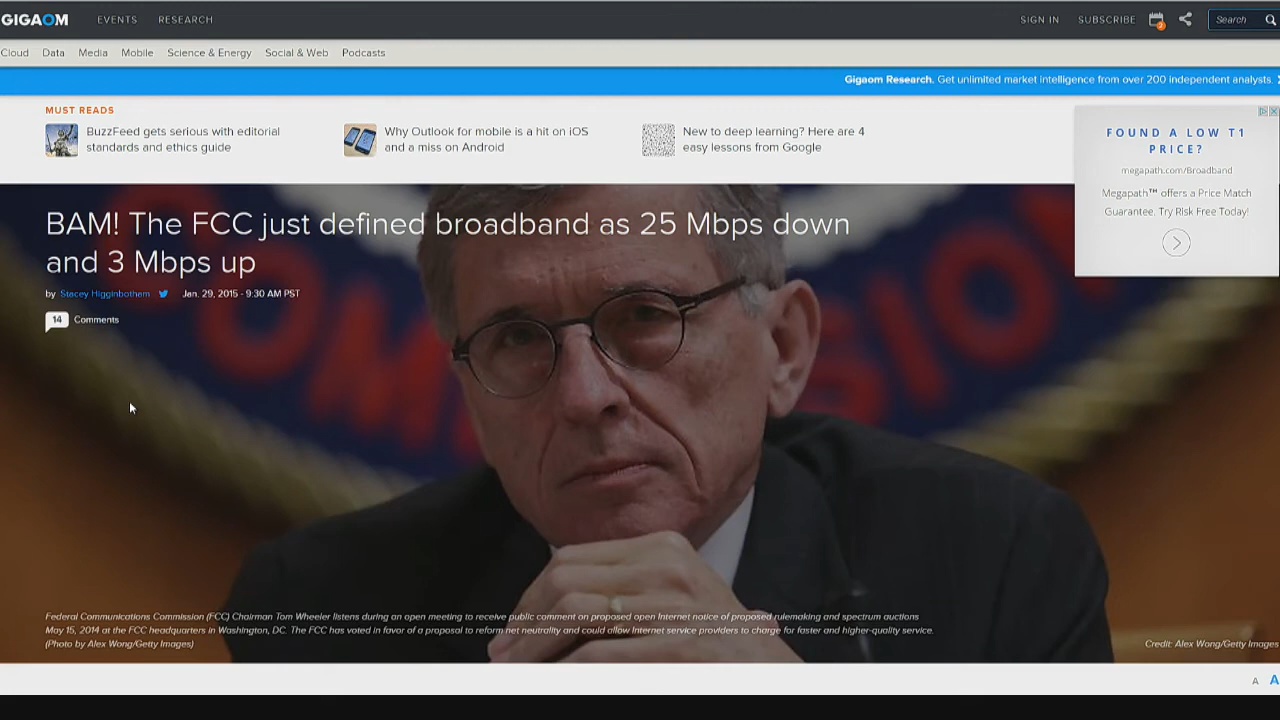 GIGAOM EVENTS RESEARCH SIGN IN SUBSCRIBE 2 Search
Cloud Data Media Mobile Science & Energy Social & Web Podcasts
Gigaom Research. Get unlimited market intelligence from over 200 independent analysts.
MUST READS
BuzzFeed gets serious with editorial
standards and ethics guide
Why Outlook for mobile is a hit on iOS
and a miss on Android
New to deep learning? Here are 4
easy lessons from Google
FOUND A LOW T1
PRICE?
megapath.com/Broadband
Megapath™ offers a Price Match
Guarantee. Try Risk Free Today!
BAM! The FCC just defined broadband as 25 Mbps down
and 3 Mbps up
by Stacey Higginbotham Jan. 29, 2015 - 9:30 AM PST
14 Comments
Federal Communications Commission (FCC) Chairman Tom Wheeler listens during an open meeting to receive public comment on proposed open Internet notice of proposed rulemaking and spectrum auctions
May 15, 2014 at the FCC headquarters in Washington, DC. The FCC has voted in favor of a proposal to reform net neutrality and could allow Internet service providers to charge for faster and higher-quality service.
(Photo by Alex Wong/Getty Images)
Credit: Alex Wong/Getty Images
A A